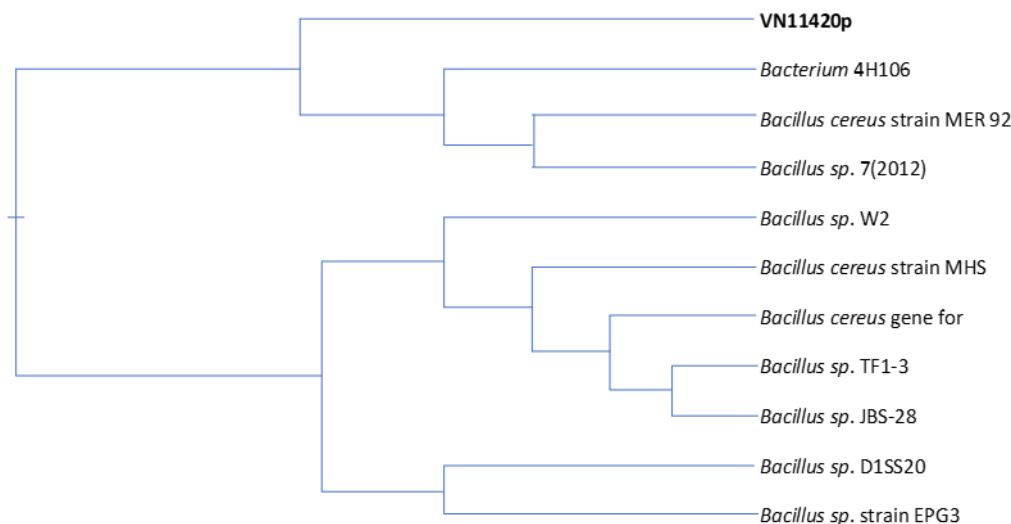 VN11420p
Bacterium 4H106
Bacillus cereus strain MER 92
Bacillus sp. 7(2012)
Bacillus sp. W2
Bacillus cereus strain MHS
Bacillus cereus gene for
Bacillus sp. TF1-3
Bacillus sp. JBS-28
Bacillus sp. D1SS20
Bacillus sp. strain EPG3